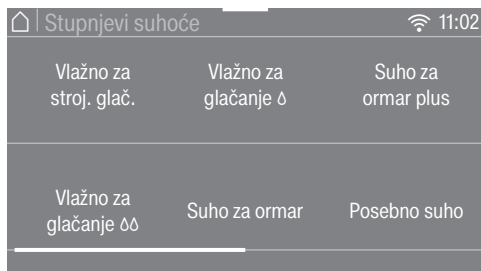 Stupnjevi suhoće
11:02
Vlažno za
stroj. glač.
Vlažno za
glačanje 💧
Suho za
ormar plus
Vlažno za
glačanje 💧💧
Suho za ormar
Posebno suho